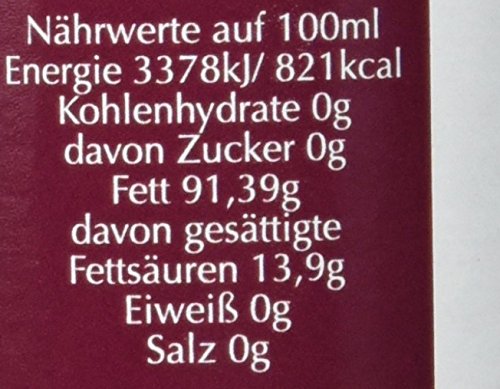 Nährwerte auf 100ml
Energie 3378kJ/ 821kcal
Kohlenhydrate 0g
davon Zucker 0g
Fett 91,39g
davon gesättigte
Fettsäuren 13,9g
Eiweiß 0g
Salz 0g